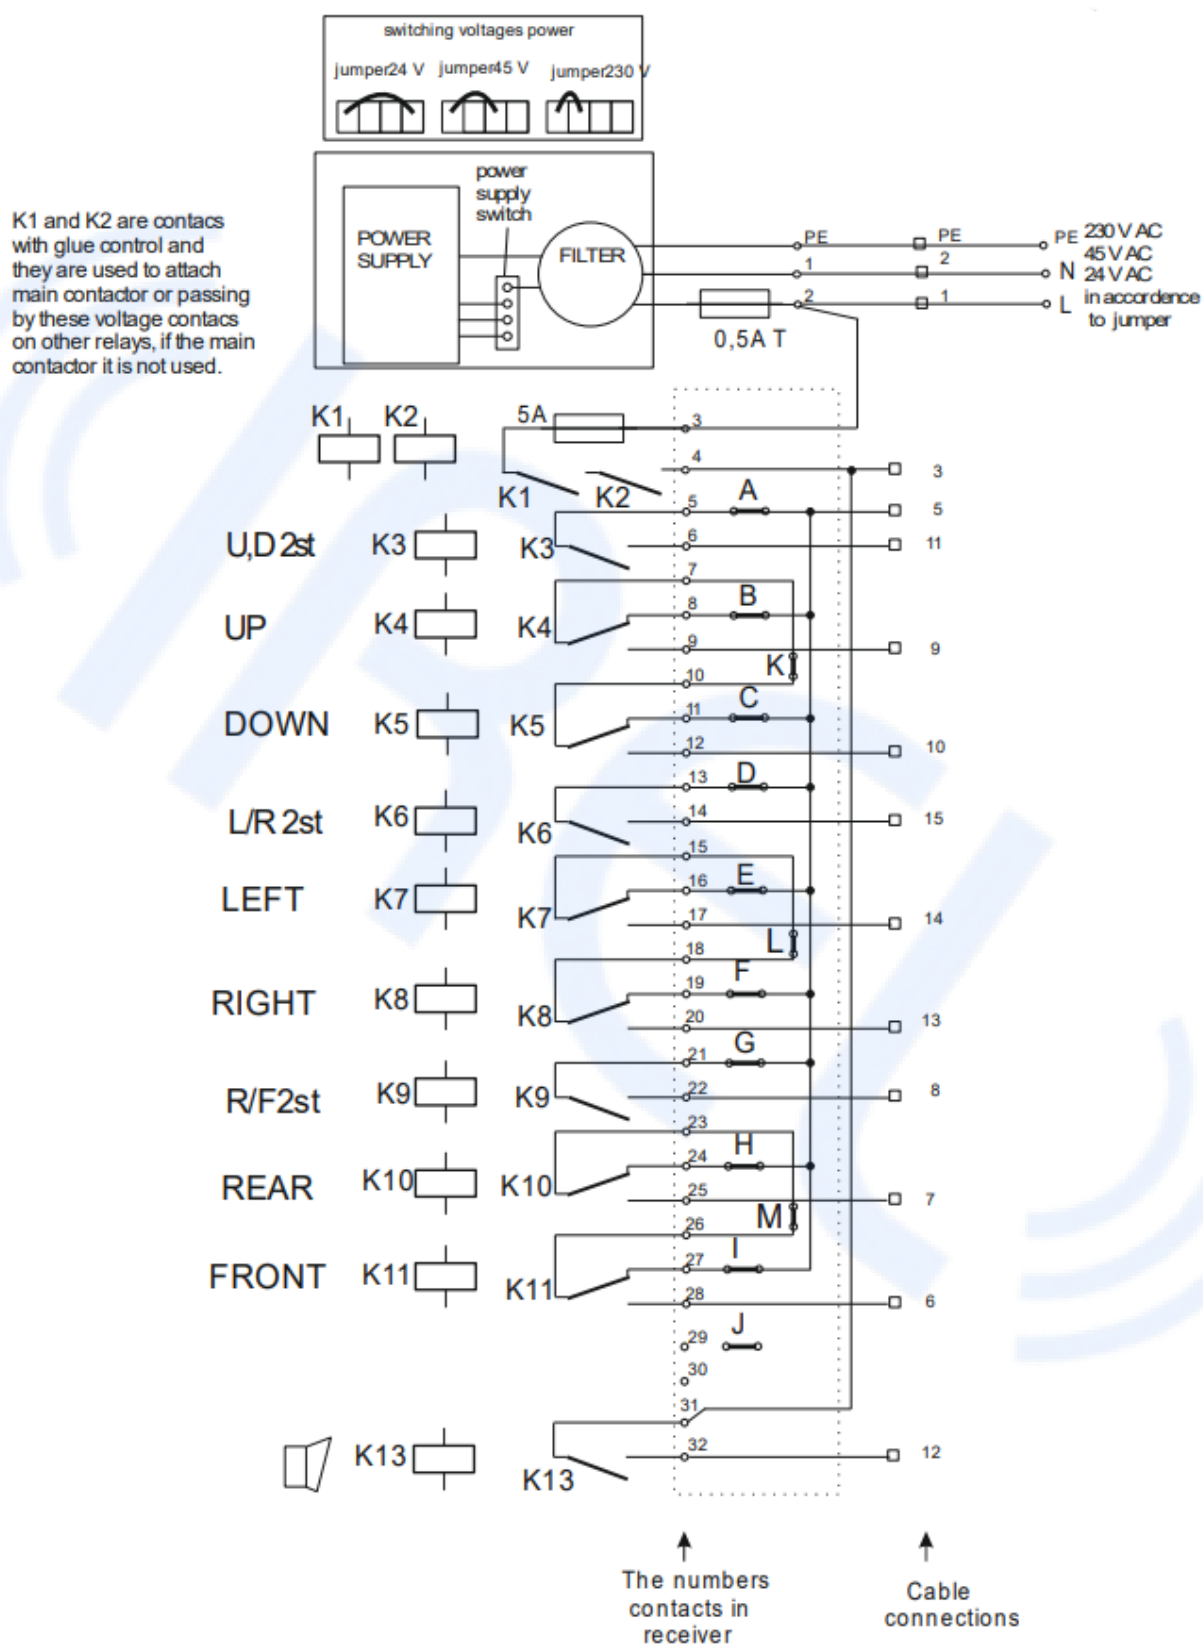 switching voltages power
jumper24 V
jumper45 V
jumper230 V
power
supply
switch
POWER
SUPPLY
FILTER
K1 and K2 are contacs
with glue control and
they are used to attach
main contactor or passing
by these voltage contacs
on other relays, if the main
contactor it is not used.
PE
PE
PE
230 V AC
1
2
N
45 V AC
24 V AC
2
1
L
in accordence
to jumper
0,5A T
K1
K2
5A
3
4
3
K1
K2
5
A
5
U,D 2st
K3
K3
6
11
7
UP
K4
K4
8
B
9
9
K
10
DOWN
K5
K5
11
C
12
10
13
D
L/R 2st
K6
K6
14
15
15
LEFT
K7
K7
16
E
17
14
L
18
RIGHT
K8
K8
19
F
20
13
21
G
R/F2st
K9
K9
22
8
23
REAR
K10
K10
24
H
25
7
M
26
FRONT
K11
K11
27
I
28
6
29
J
30
31
K13
K13
32
12
The numbers
contacts in
receiver
Cable
connections